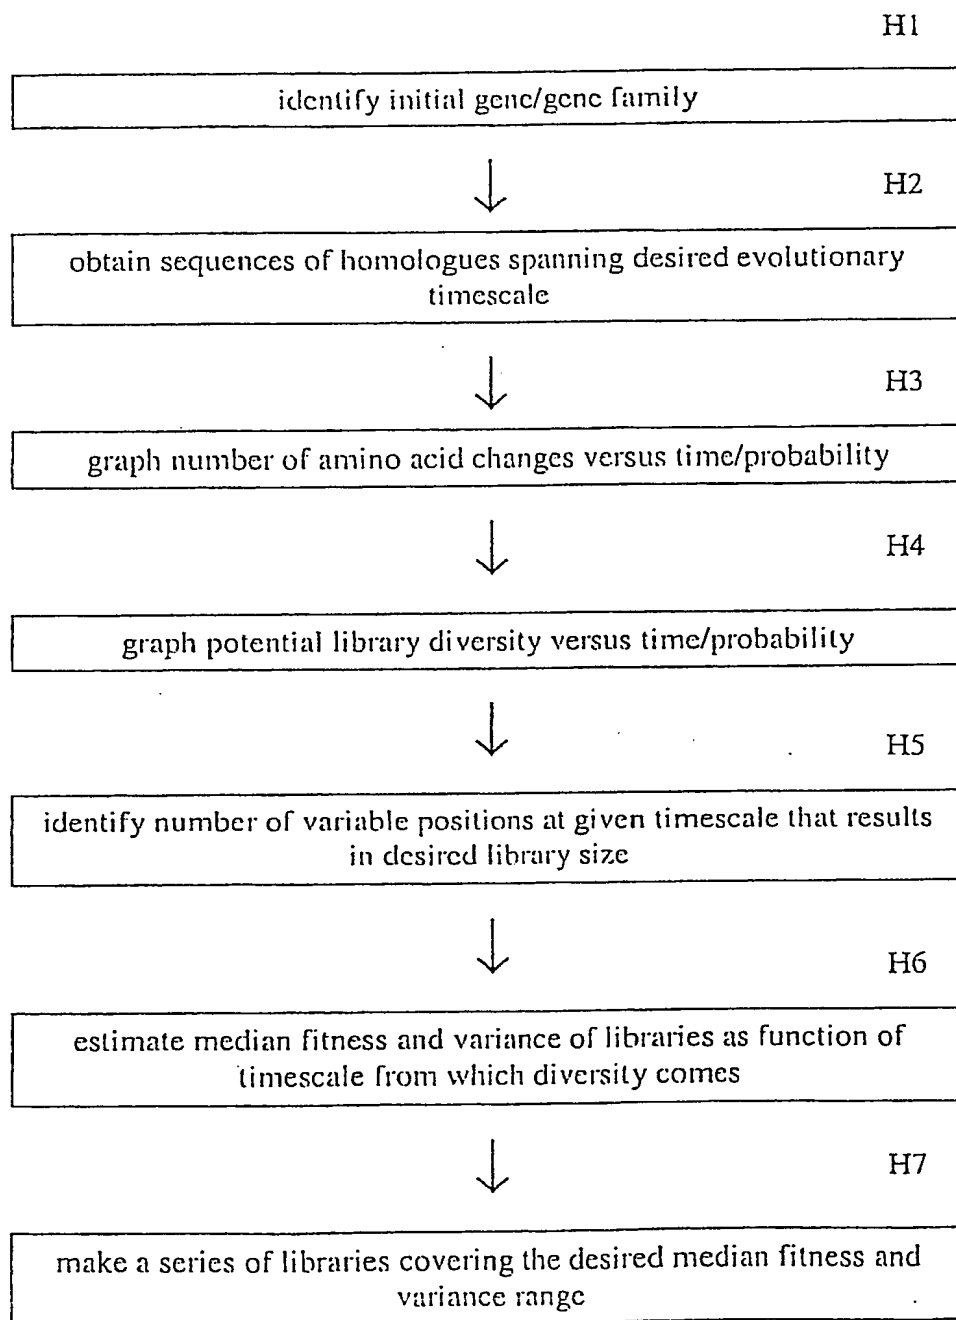 H1
identify initial gene/gene family
H2
obtain sequences of homologues spanning desired evolutionary
timescale
H3
graph number of amino acid changes versus time/probability
H4
graph potential library diversity versus time/probability
H5
identify number of variable positions at given timescale that results
in desired library size
H6
estimate median fitness and variance of libraries as function of
timescale from which diversity comes
H7
make a series of libraries covering the desired median fitness and
variance range